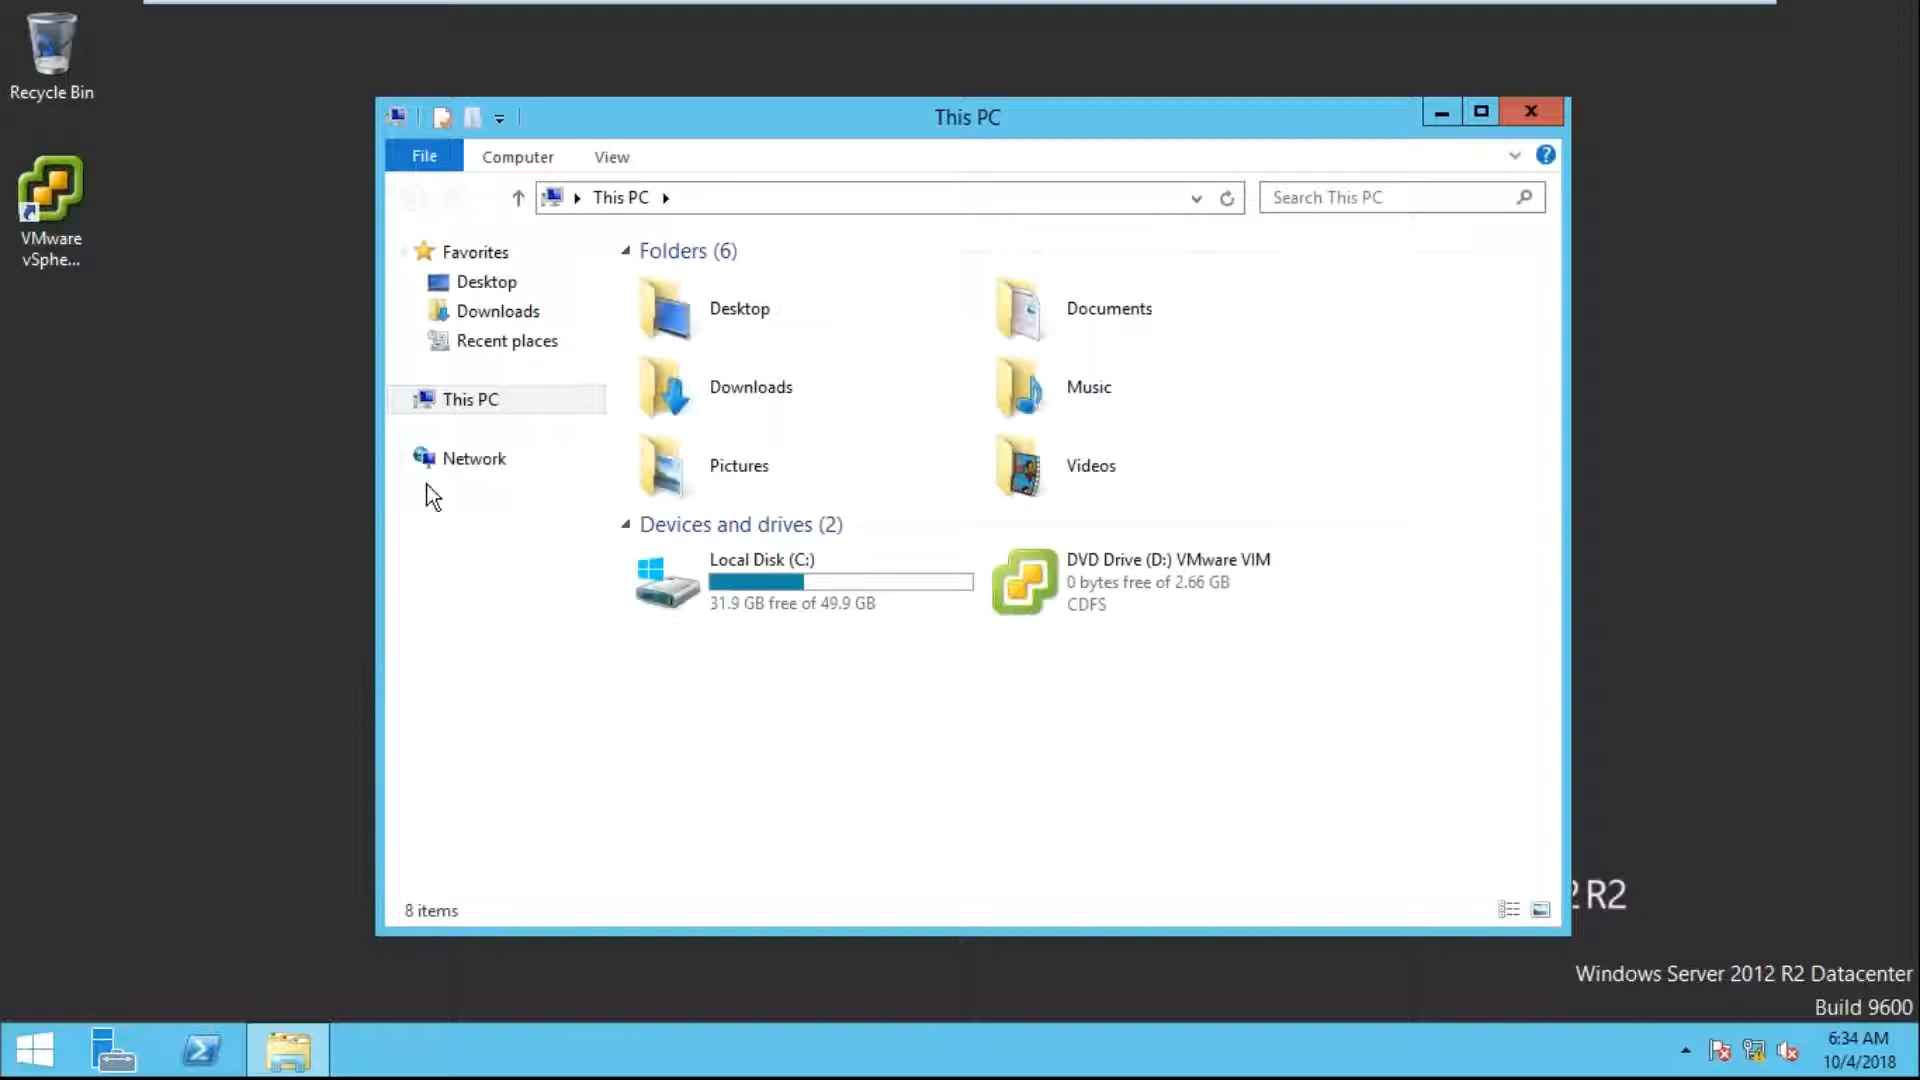 Recycle Bin
VMware
vSphe...
This PC
File
Computer
View
This PC
Search This PC
Favorites
Desktop
Downloads
Recent places
This PC
Network
Folders (6)
Desktop
Documents
Downloads
Music
Pictures
Videos
Devices and drives (2)
Local Disk (C:)
31.9 GB free of 49.9 GB
DVD Drive (D:) VMware VIM
0 bytes free of 2.66 GB
CDFS
8 items
2 R2
Windows Server 2012 R2 Datacenter
Build 9600
6:34 AM
10/4/2018